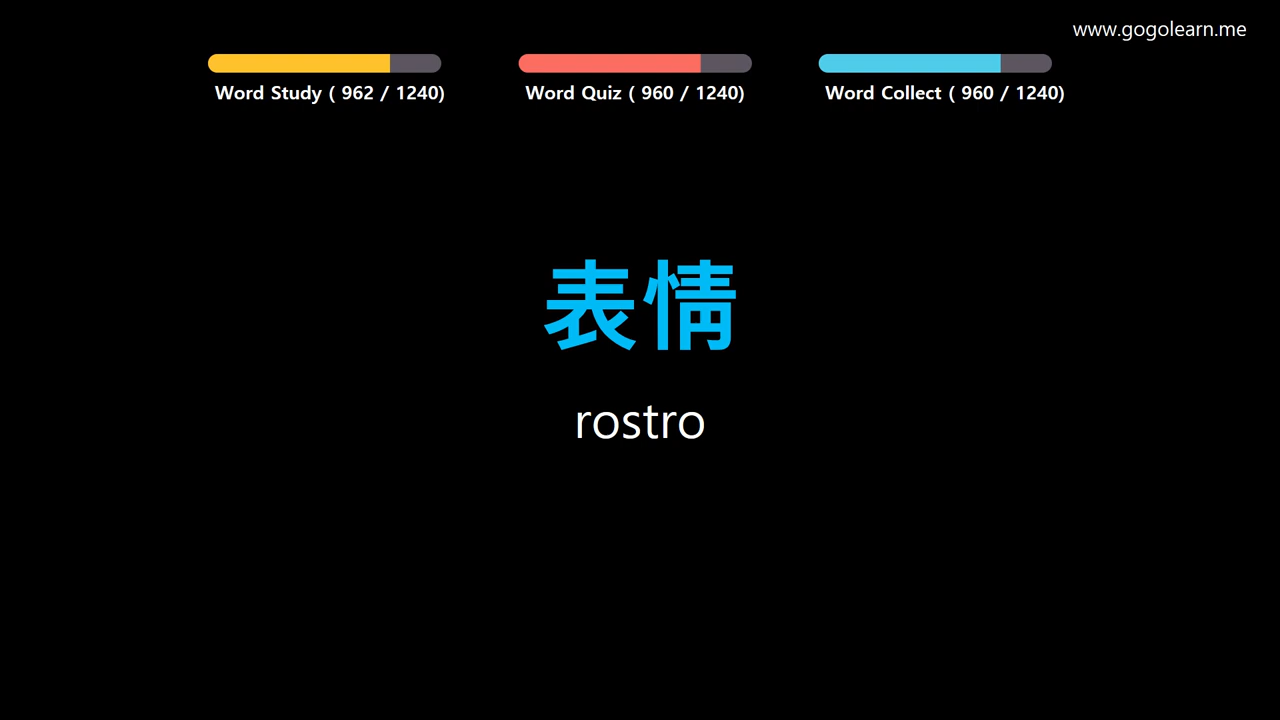 www.gogolearn.me
Word Study ( 962 / 1240)
Word Quiz ( 960 / 1240)
Word Collect ( 960 / 1240)
表情
rostro